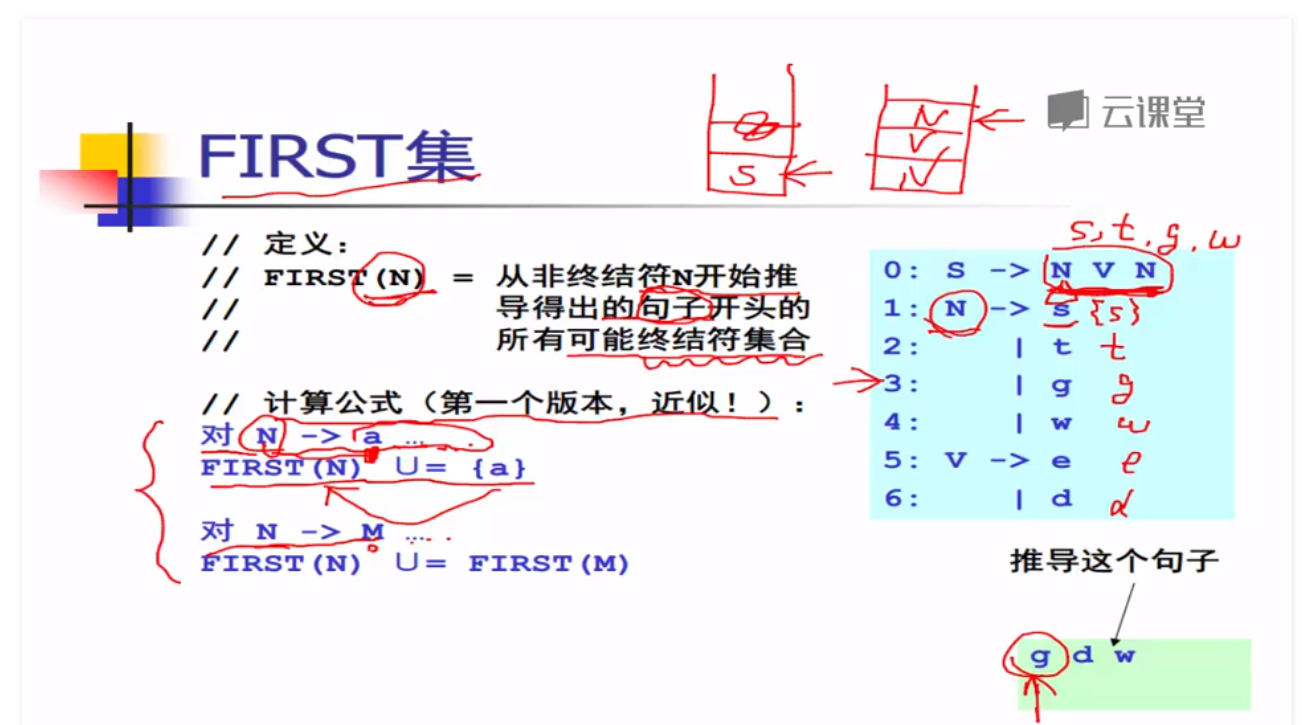 N
V
N
S
云课堂
FIRST集
s, t, g, w
// 定义:
// FIRST(N) = 从非终结符N开始推
// 导得出的句子开头的
// 所有可能终结符集合
// 计算公式（第一个版本，近似！）:
对 N -> a …
FIRST(N) ∪= {a}
对 N -> M …
FIRST(N) ∪= FIRST(M)
0: S -> N V N
1: N -> s {s}
2: | t t
3: | g g
4: | w w
5: V -> e e
6: | d d
推导这个句子
g d w